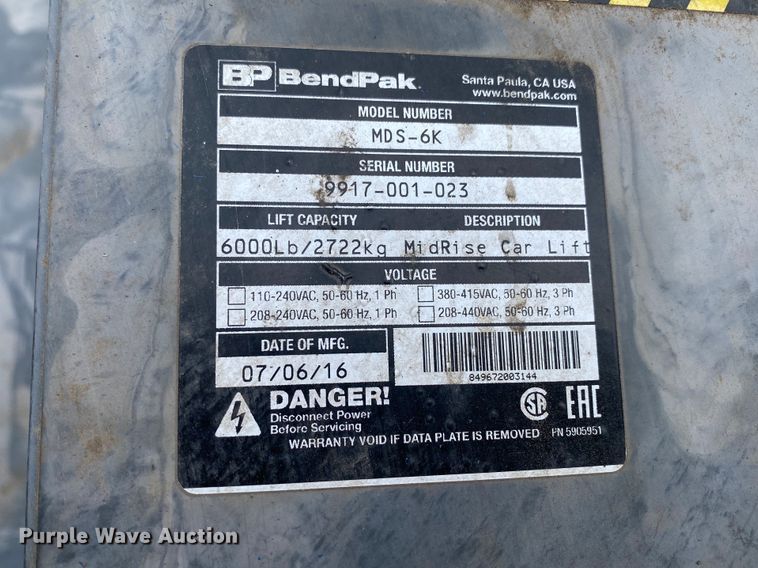 BP BendPak
Santa Paula, CA USA
www.bendpak.com
MODEL NUMBER
MDS-6K
SERIAL NUMBER
9917-001-023
LIFT CAPACITY DESCRIPTION
6000Lb/2722kg MidRise Car Lift
VOLTAGE
110-240VAC, 50-60 Hz, 1 Ph 380-415VAC, 50-60 Hz, 3 Ph
208-240VAC, 50-60 Hz, 1 Ph 208-440VAC, 50-60 Hz, 3 Ph
DATE OF MFG.
07/06/16
849672003144
DANGER!
Disconnect Power
Before Servicing
SA EAC
WARRANTY VOID IF DATA PLATE IS REMOVED PN 5905951
Purple Wave Auction